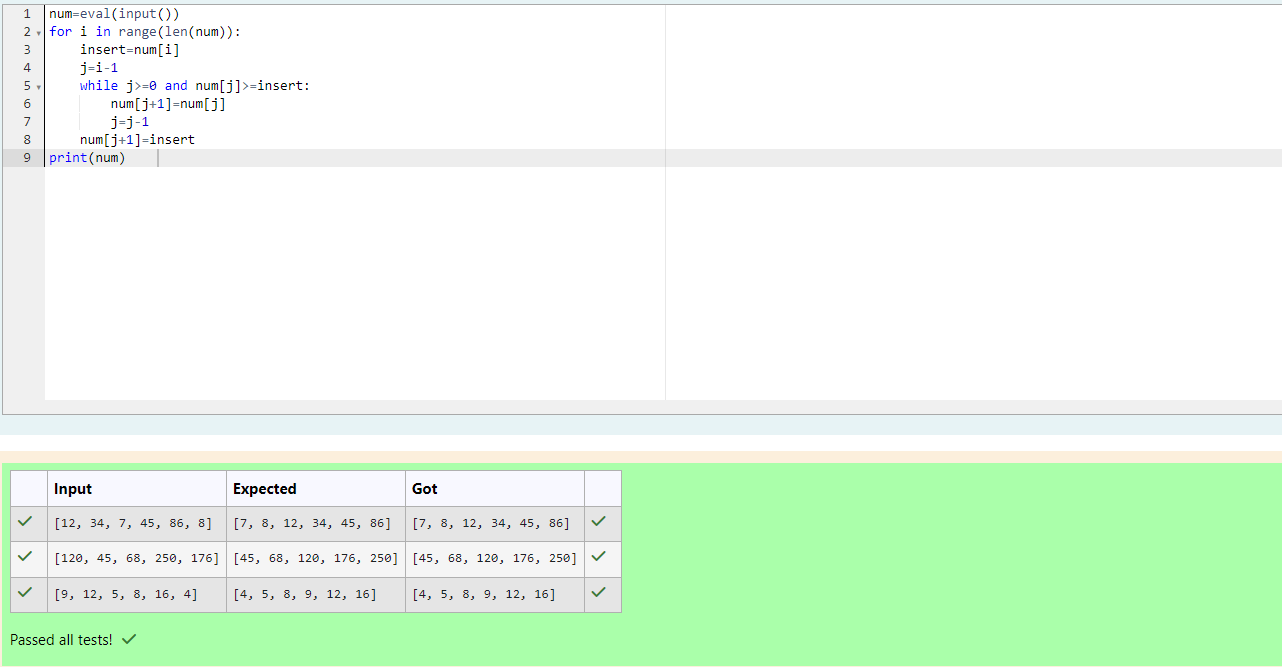 1 num=eval(input())
2 for i in range(len(num)):
3     insert=num[i]
4     j=i-1
5     while j>=0 and num[j]>=insert:
6         num[j+1]=num[j]
7         j=j-1
8     num[j+1]=insert
9 print(num)
Input Expected Got
[12, 34, 7, 45, 86, 8] [7, 8, 12, 34, 45, 86] [7, 8, 12, 34, 45, 86]
[120, 45, 68, 250, 176] [45, 68, 120, 176, 250] [45, 68, 120, 176, 250]
[9, 12, 5, 8, 16, 4] [4, 5, 8, 9, 12, 16] [4, 5, 8, 9, 12, 16]
Passed all tests!